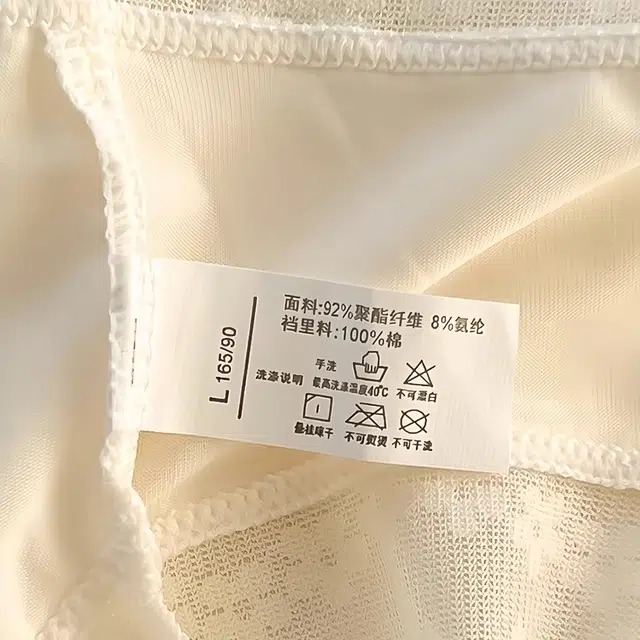 L 165/90
面料:92%聚酯纤维 8%氨纶
裆里料:100%棉
手洗
洗涤说明 最高洗涤温度40℃ 不可漂白
悬挂晾干 不可熨烫 不可干洗